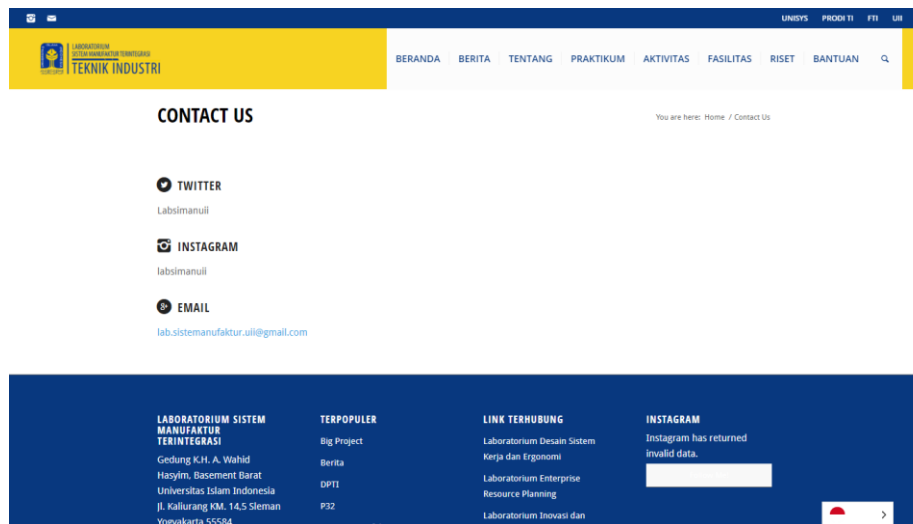 UNISYS PRODI TI FTI UII
LABORATORIUM
SISTEM MANUFAKTUR TERINTEGRASI
TEKNIK INDUSTRI
BERANDA BERITA TENTANG PRAKTIKUM AKTIVITAS FASILITAS RISET BANTUAN
CONTACT US
You are here: Home / Contact Us
TWITTER
Labsimanuii
INSTAGRAM
labsimanuii
EMAIL
lab.sistemanufaktur.uii@gmail.com
LABORATORIUM SISTEM
MANUFAKTUR
TERINTEGRASI
Gedung K.H. A. Wahid
Hasyim, Basement Barat
Universitas Islam Indonesia
Jl. Kaliurang KM. 14,5 Sleman
Yogyakarta 55584
TERPOPULER
Big Project
Berita
DPTI
P32
LINK TERHUBUNG
Laboratorium Desain Sistem
Kerja dan Ergonomi
Laboratorium Enterprise
Resource Planning
Laboratorium Inovasi dan
INSTAGRAM
Instagram has returned
invalid data.